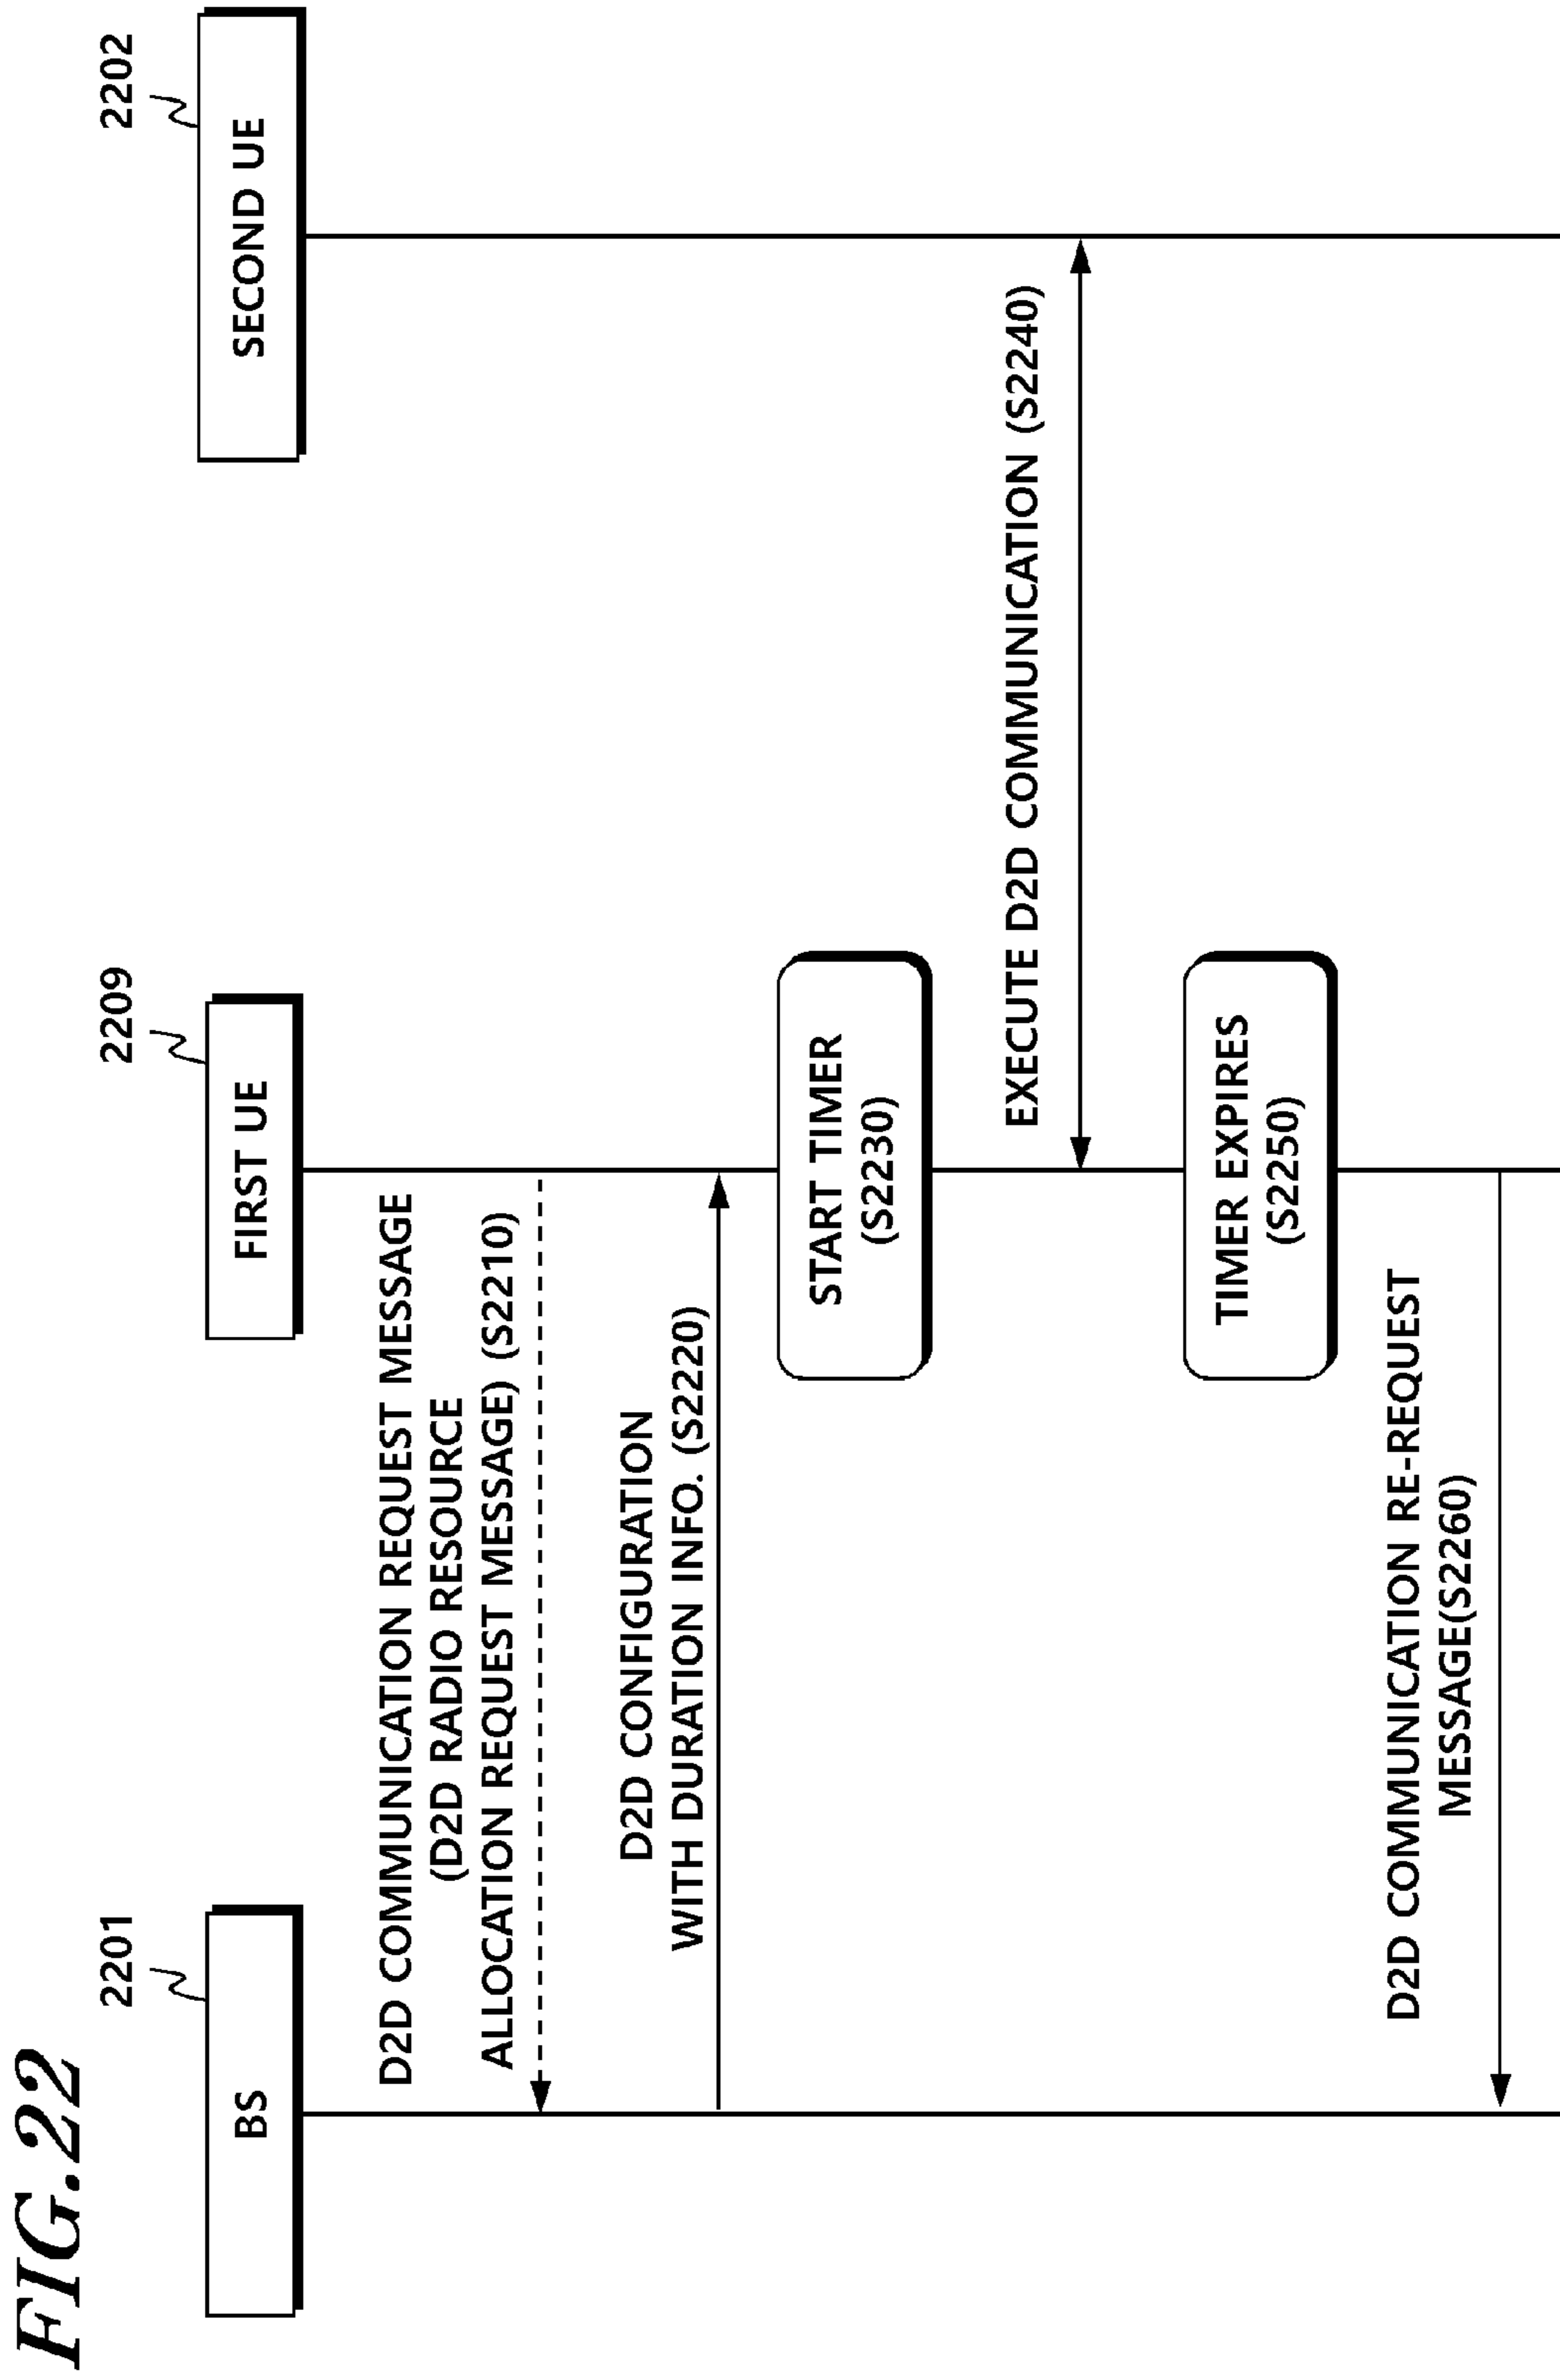 FIG.22
2201
2209
2202
BS
FIRST UE
SECOND UE
D2D COMMUNICATION REQUEST MESSAGE
(D2D RADIO RESOURCE
ALLOCATION REQUEST MESSAGE) (S2210)
D2D CONFIGURATION
WITH DURATION INFO. (S2220)
START TIMER
(S2230)
EXECUTE D2D COMMUNICATION (S2240)
TIMER EXPIRES
(S2250)
D2D COMMUNICATION RE-REQUEST
MESSAGE(S2260)